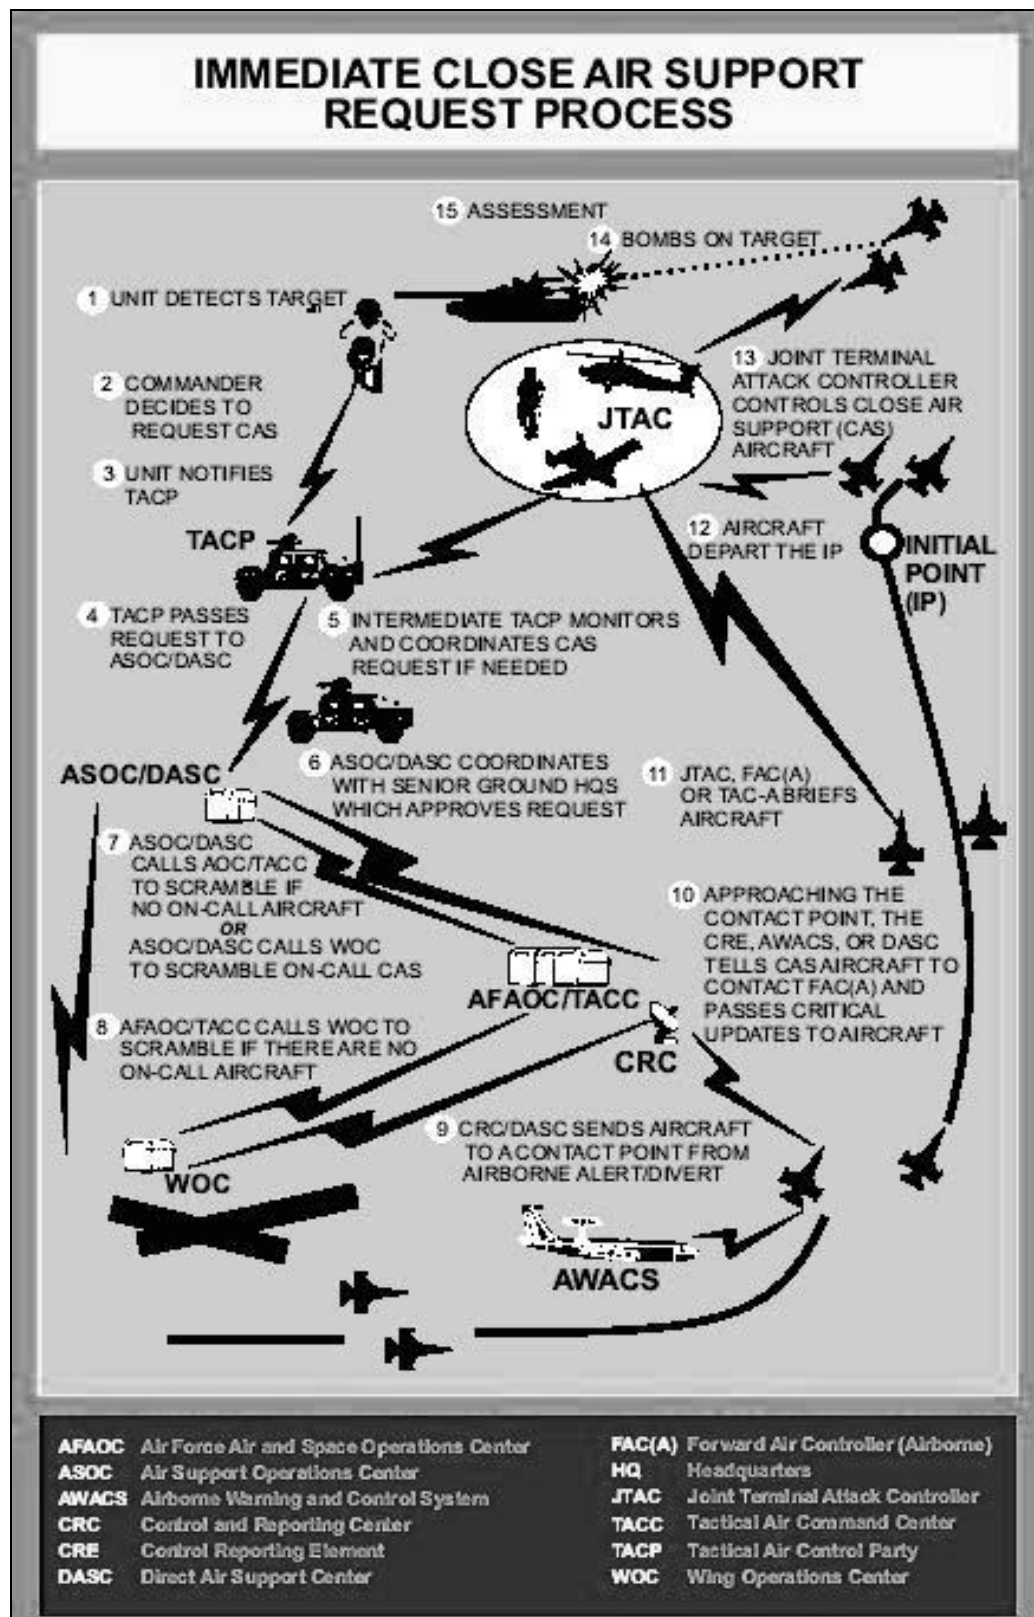 IMMEDIATE CLOSE AIR SUPPORT
REQUEST PROCESS
15 ASSESSMENT
14 BOMBS ON TARGET
1 UNIT DETECTS TARGET
2 COMMANDER
DECIDES TO
REQUEST CAS
3 UNIT NOTIFIES
TACP
JTAC
13 JOINT TERMINAL
ATTACK CONTROLLER
CONTROLS CLOSE AIR
SUPPORT (CAS)
AIRCRAFT
TACP
12 AIRCRAFT
DEPART THE IP
INITIAL
POINT
(IP)
4 TACP PASSES
REQUEST TO
ASOC/DASC
5 INTERMEDIATE TACP MONITORS
AND COORDINATES CAS
REQUEST IF NEEDED
ASOC/DASC
6 ASOC/DASC COORDINATES
WITH SENIOR GROUND HQS
WHICH APPROVES REQUEST
11 JTAC, FAC(A)
OR TAC-A BRIEFS
AIRCRAFT
7 ASOC/DASC
CALLS AOC/TACC
TO SCRAMBLE IF
NO ON-CALL AIRCRAFT
OR
ASOC/DASC CALLS WOC
TO SCRAMBLE ON-CALL CAS
10 APPROACHING THE
CONTACT POINT, THE
CRE, AWACS, OR DASC
TELLS CAS AIRCRAFT TO
CONTACT FAC(A) AND
PASSES CRITICAL
UPDATES TO AIRCRAFT
AFAOC/TACC
8 AFAOC/TACC CALLS WOC TO
SCRAMBLE IF THERE ARE NO
ON-CALL AIRCRAFT
CRC
9 CRC/DASC SENDS AIRCRAFT
TO A CONTACT POINT FROM
AIRBORNE ALERT/DIVERT
WOC
AWACS
AFAOC Air Force Air and Space Operations Center
ASOC Air Support Operations Center
AWACS Airborne Warning and Control System
CRC Control and Reporting Center
CRE Control Reporting Element
DASC Direct Air Support Center
FAC(A) Forward Air Controller (Airborne)
HQ Headquarters
JTAC Joint Terminal Attack Controller
TACC Tactical Air Command Center
TACP Tactical Air Control Party
WOC Wing Operations Center